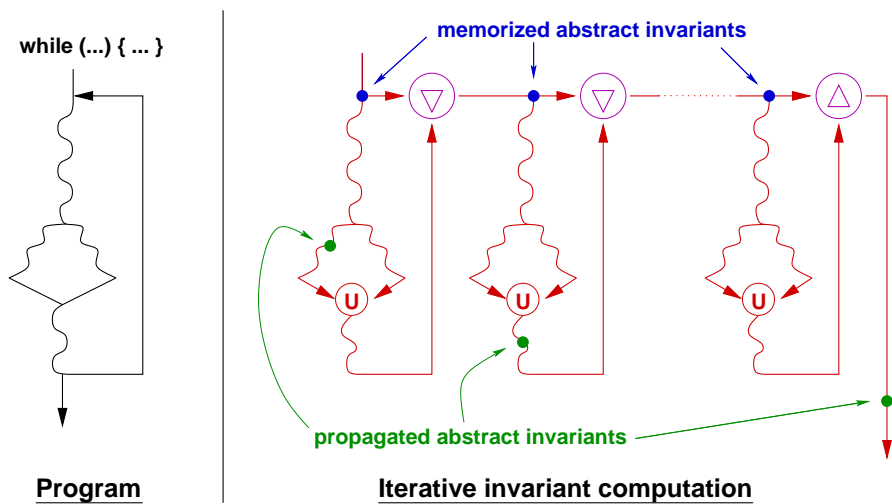 while (...) { ... }
memorized abstract invariants
▽ ▽ △
U U U
propagated abstract invariants
Program
Iterative invariant computation